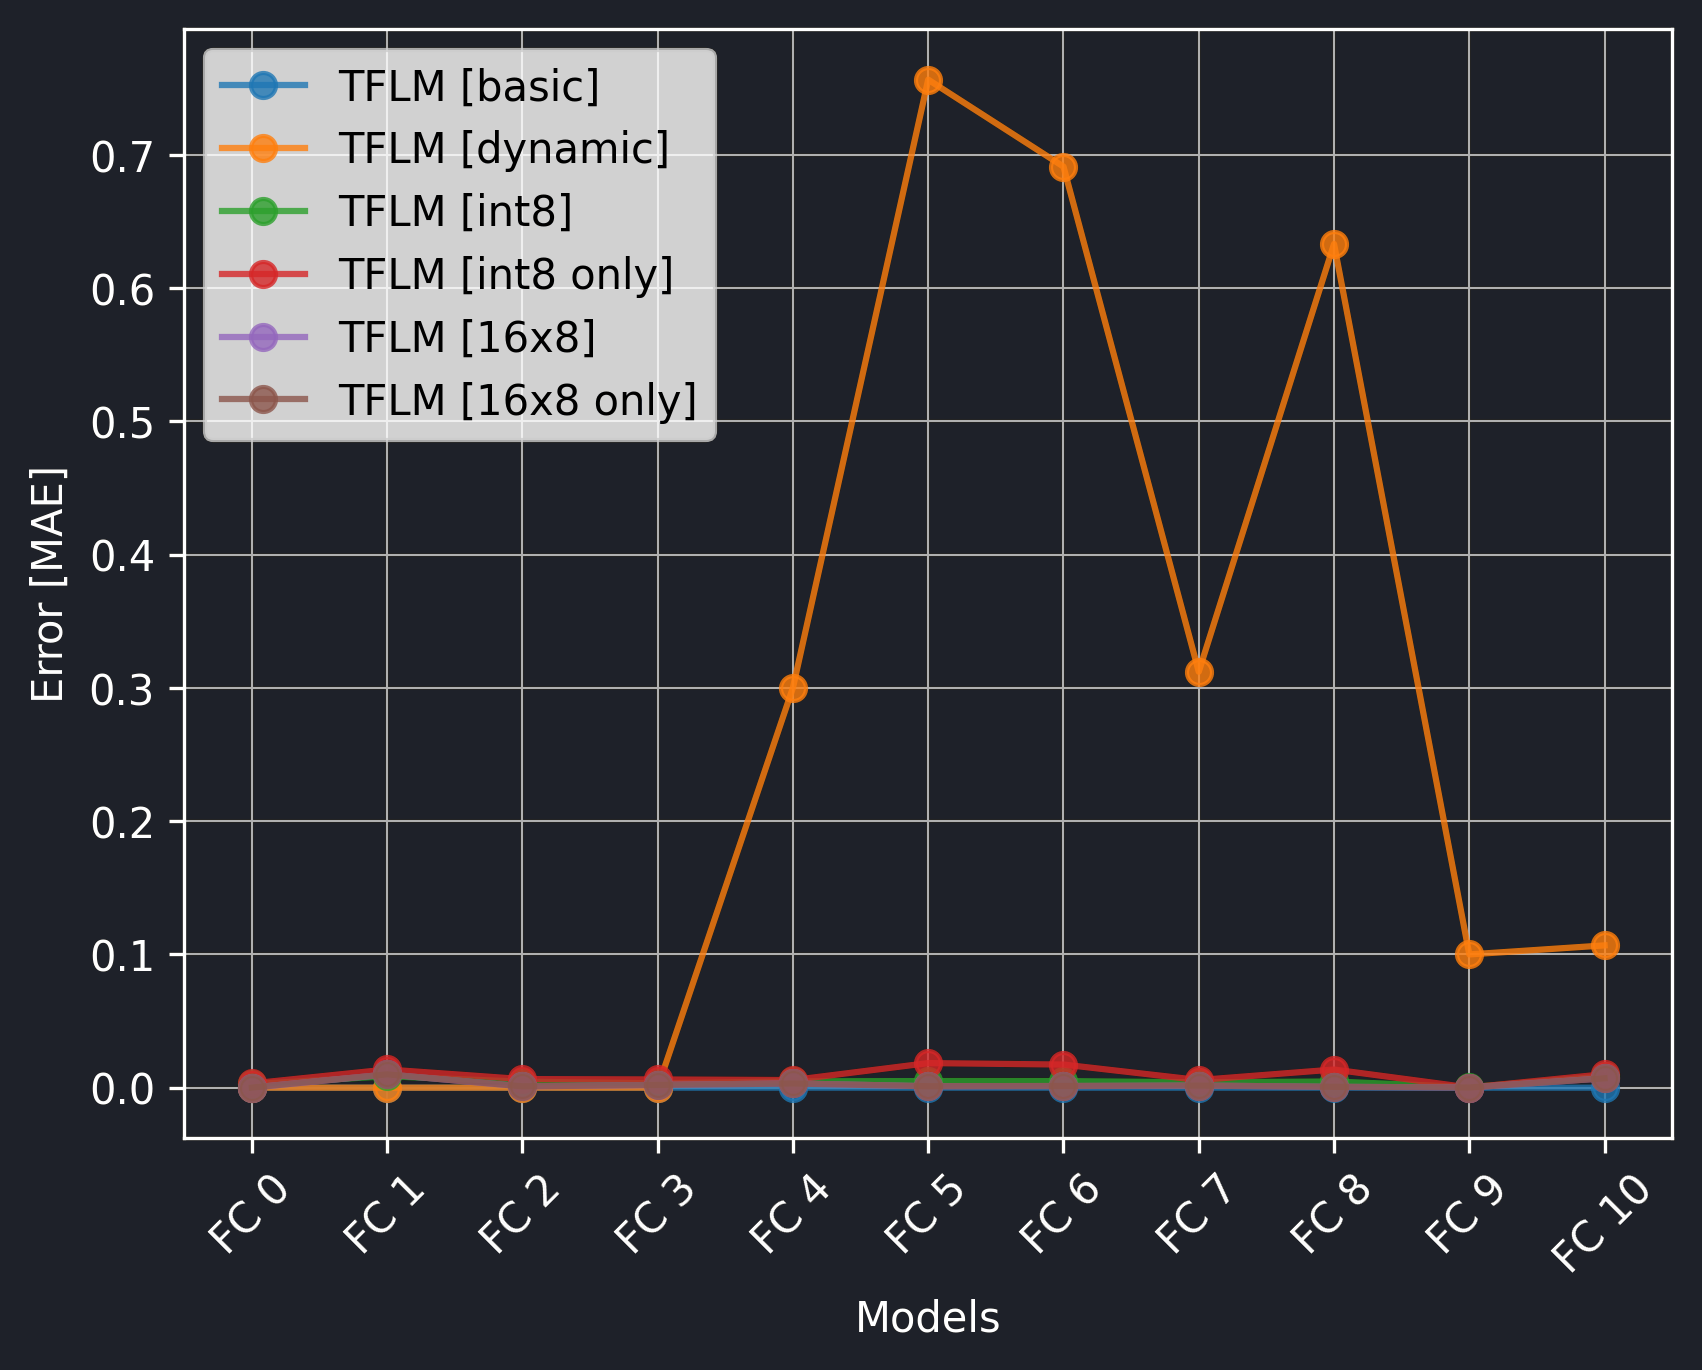 TFLM [basic]
TFLM [dynamic]
TFLM [int8]
TFLM [int8 only]
TFLM [16x8]
TFLM [16x8 only]
0.7
0.6
0.5
0.4
0.3
0.2
0.1
0.0
Error [MAE]
FC 0
FC 1
FC 2
FC 3
FC 4
FC 5
FC 6
FC 7
FC 8
FC 9
FC 10
Models